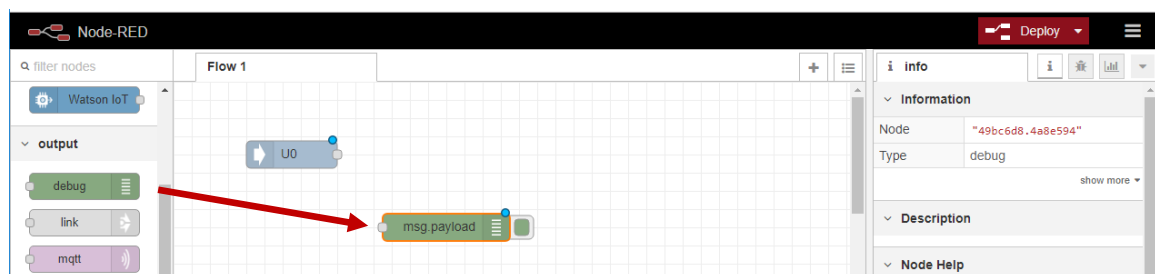 Node-RED
Deploy
filter nodes
Flow 1
i info
i
Watson IoT
Information
output
Node "49bc6d8.4a8e594"
U0
Type debug
show more
debug
link
msg.payload
Description
mqtt
Node Help